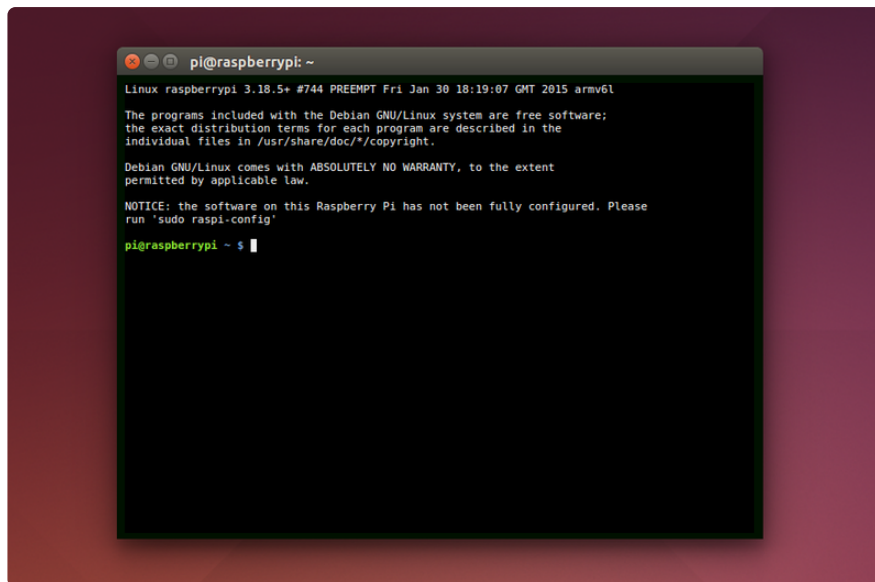 pi@raspberrypi: ~
Linux raspberrypi 3.18.5+ #744 PREEMPT Fri Jan 30 18:19:07 GMT 2015 armv6l
The programs included with the Debian GNU/Linux system are free software;
the exact distribution terms for each program are described in the
individual files in /usr/share/doc/*/copyright.
Debian GNU/Linux comes with ABSOLUTELY NO WARRANTY, to the extent
permitted by applicable law.
NOTICE: the software on this Raspberry Pi has not been fully configured. Please
run 'sudo raspi-config'
pi@raspberrypi ~ $